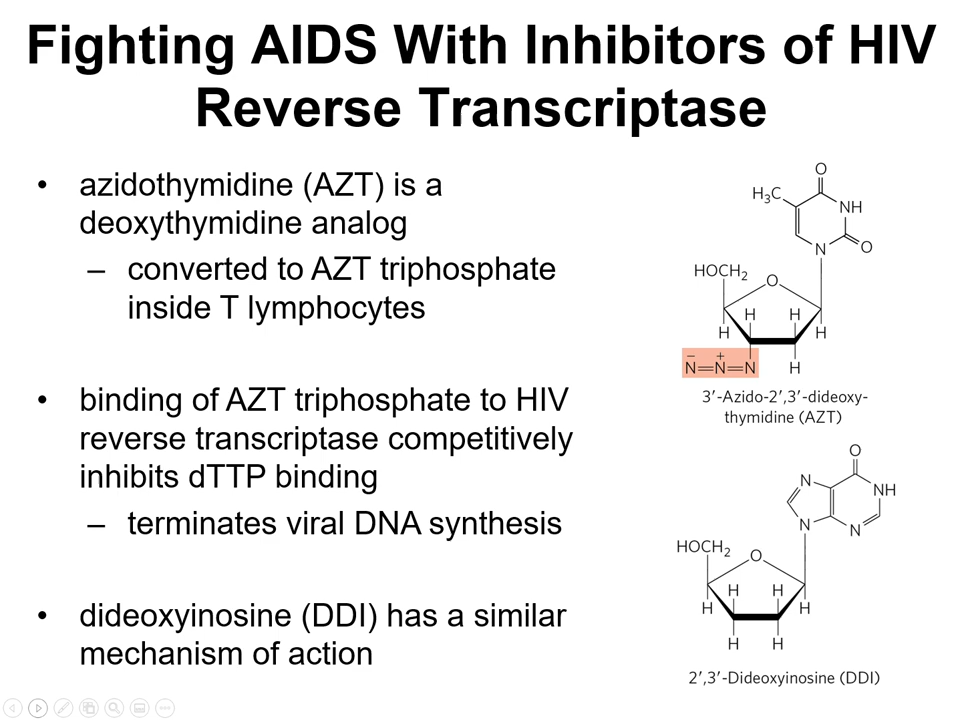 Fighting AIDS With Inhibitors of HIV
Reverse Transcriptase
• azidothymidine (AZT) is a
deoxythymidine analog
– converted to AZT triphosphate
inside T lymphocytes
• binding of AZT triphosphate to HIV
reverse transcriptase competitively
inhibits dTTP binding
– terminates viral DNA synthesis
• dideoxyinosine (DDI) has a similar
mechanism of action
O
H₃C
NH
N
O
HOCH₂
O
H
H
H
H
− +
N=N=N
H
3′-Azido-2′,3′-dideoxy-
thymidine (AZT)
O
N
NH
N
N
HOCH₂
O
H
H
H
H
H
H
2′,3′-Dideoxyinosine (DDI)